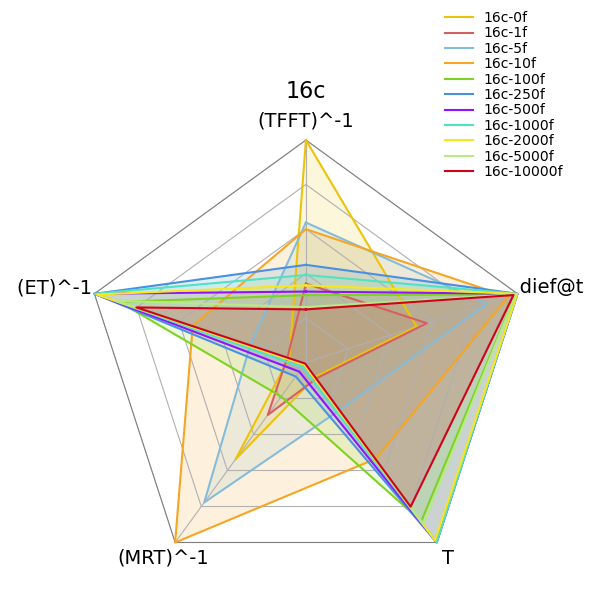 16c-0f
16c-1f
16c-5f
16c-10f
16c-100f
16c-250f
16c-500f
16c-1000f
16c-2000f
16c-5000f
16c-10000f
16c
(TFFT)^-1
(ET)^-1
dief@t
(MRT)^-1
T